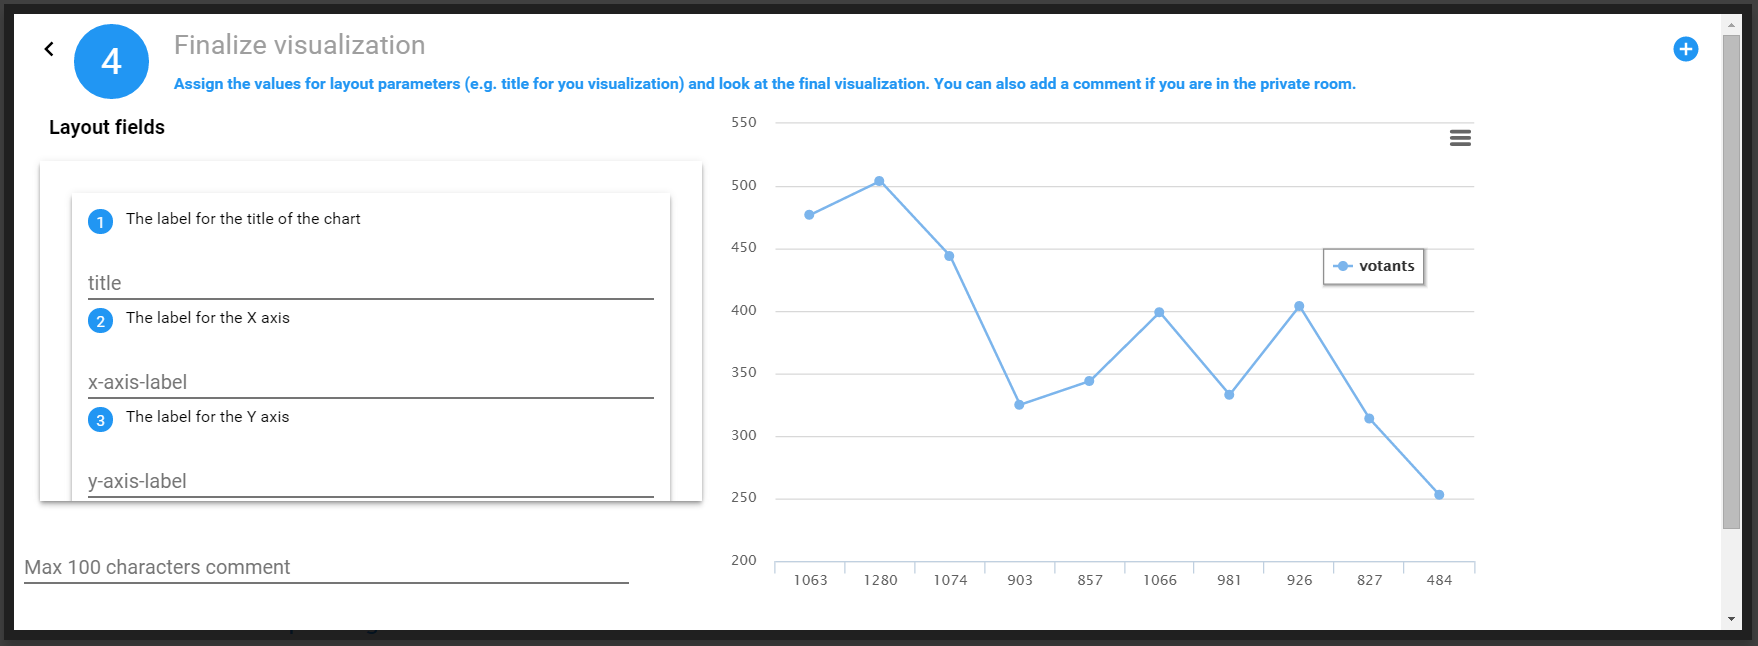 4
Finalize visualization
Assign the values for layout parameters (e.g. title for you visualization) and look at the final visualization. You can also add a comment if you are in the private room.
Layout fields
1 The label for the title of the chart
title
2 The label for the X axis
x-axis-label
3 The label for the Y axis
y-axis-label
Max 100 characters comment
550
500
450
400
350
300
250
200
votants
1063 1280 1074 903 857 1066 981 926 827 484